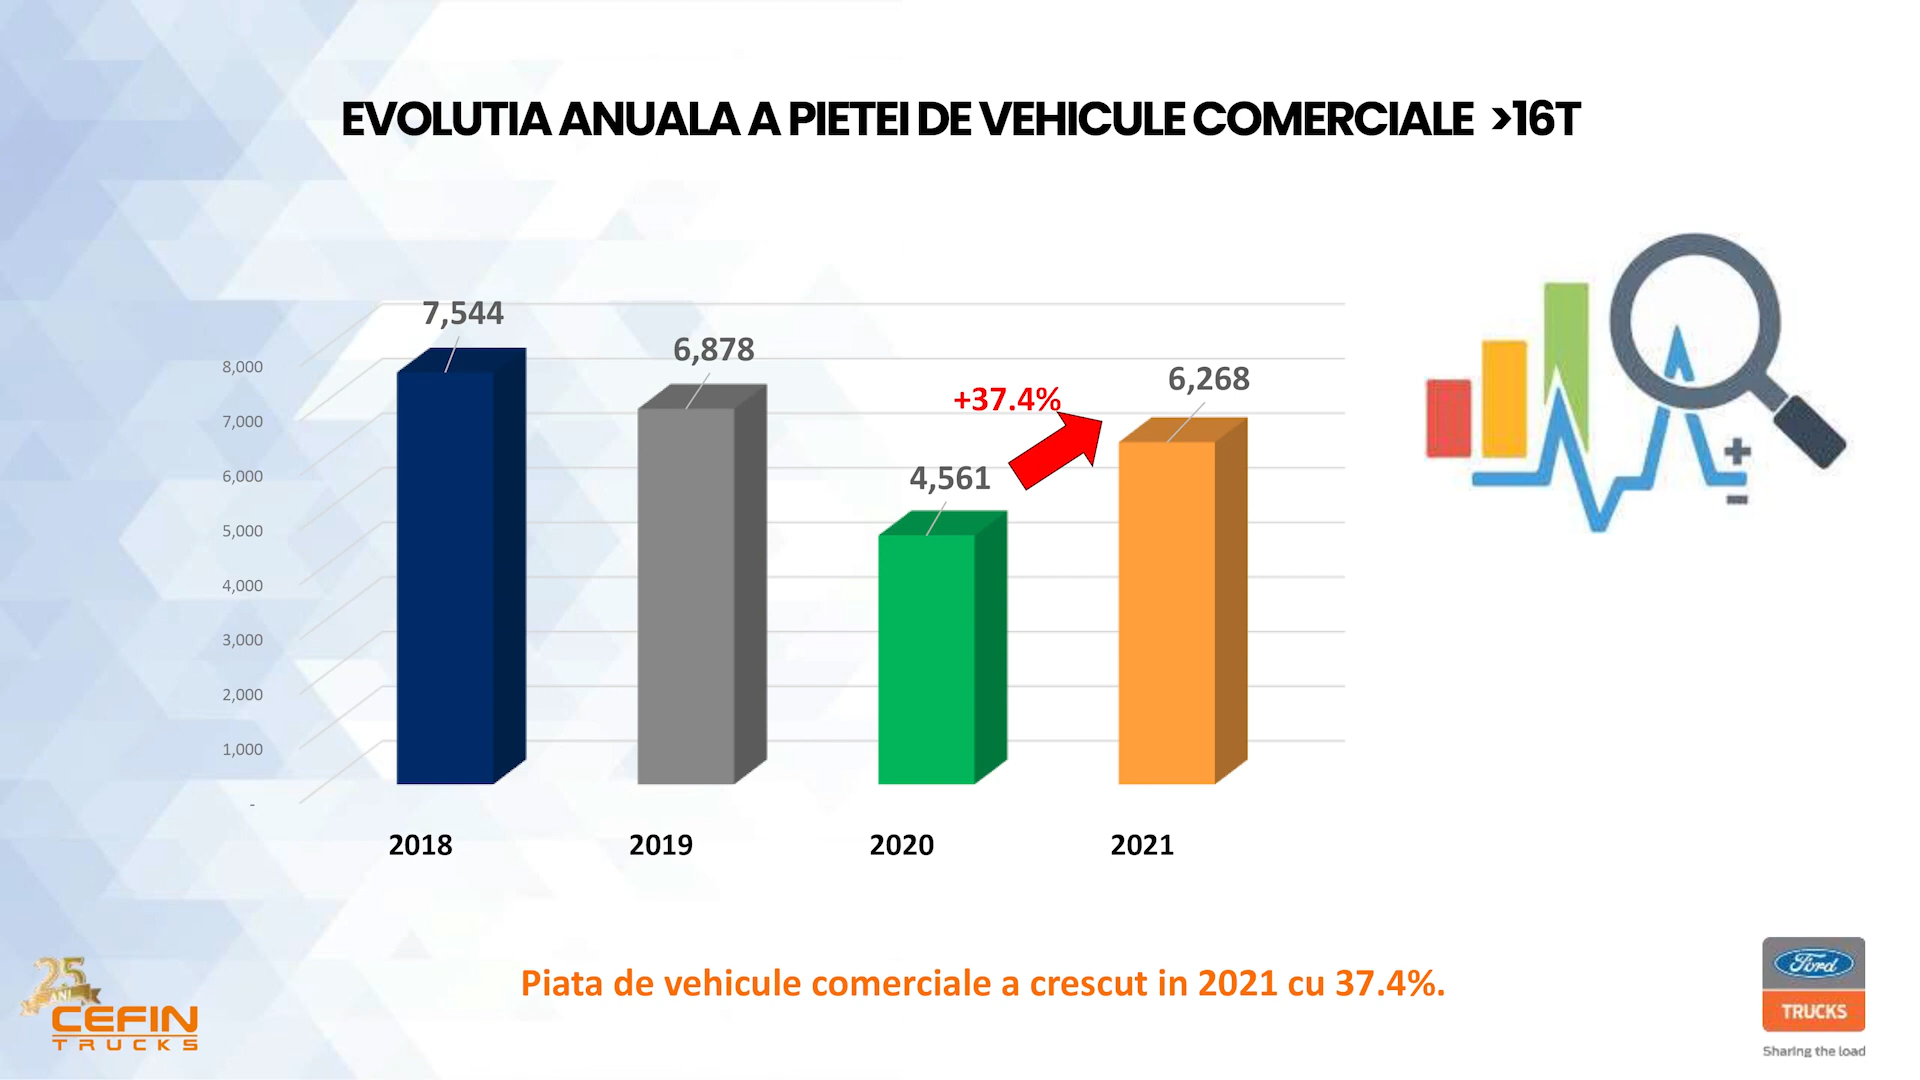 EVOLUTIA ANUALA A PIETEI DE VEHICULE COMERCIALE >16T
7,544
6,878
+37.4%
6,268
4,561
8,000
7,000
6,000
5,000
4,000
3,000
2,000
1,000
-
2018 2019 2020 2021
Piata de vehicule comerciale a crescut in 2021 cu 37.4%.
25
ANI
CEFIN
TRUCKS
Ford
TRUCKS
Sharing the load